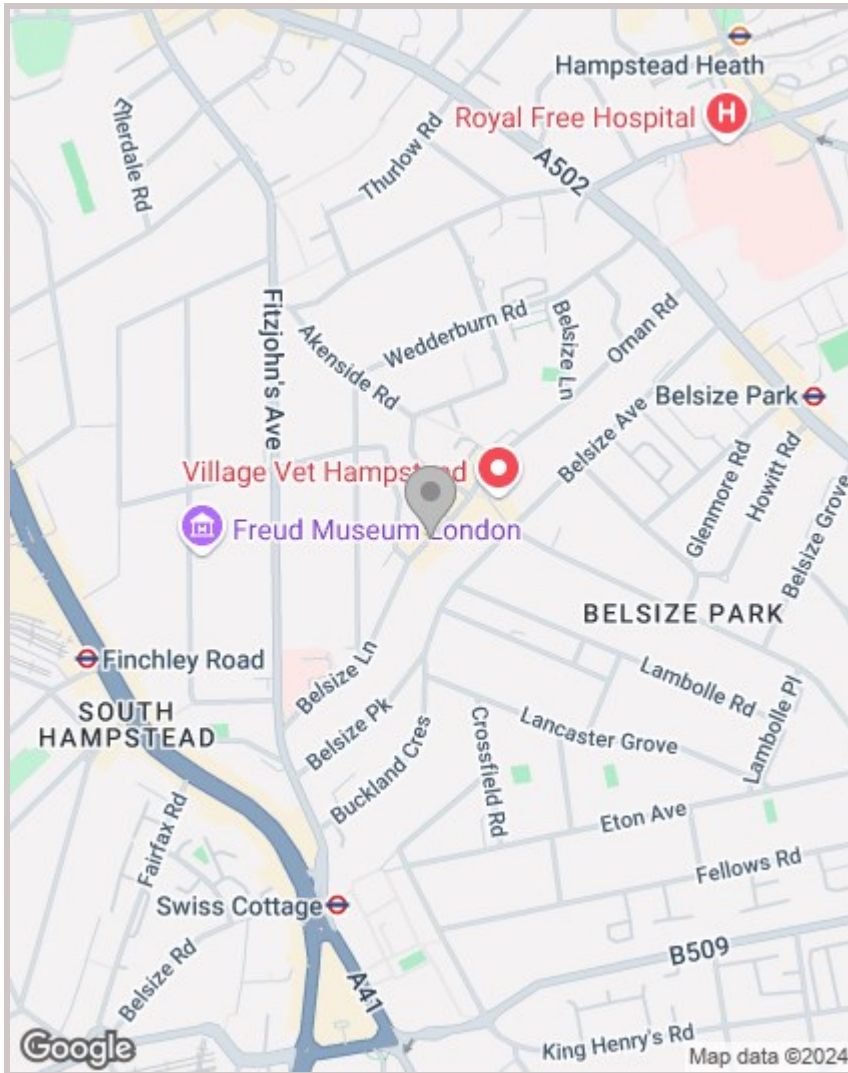 Hampstead Heath
Royal Free Hospital
H
Allerdale Rd
Thurlow Rd
A502
Fitzjohn's Ave
Wedderburn Rd
Belsize Ln
Ornan Rd
Akenside Rd
Belsize Park
Belsize Ave
Howitt Rd
Glenmore Rd
Village Vet Hampstead
Freud Museum London
Belsize Grove
BELSIZE PARK
Finchley Road
Belsize Ln
Lambolle Rd
SOUTH
HAMPSTEAD
Belsize Pk
Lancaster Grove
Lambolle Pl
Buckland Cres
Crossfield Rd
Eton Ave
Fairfax Rd
Fellows Rd
Swiss Cottage
B509
Belsize Rd
A41
King Henry's Rd
Google
Map data ©2024